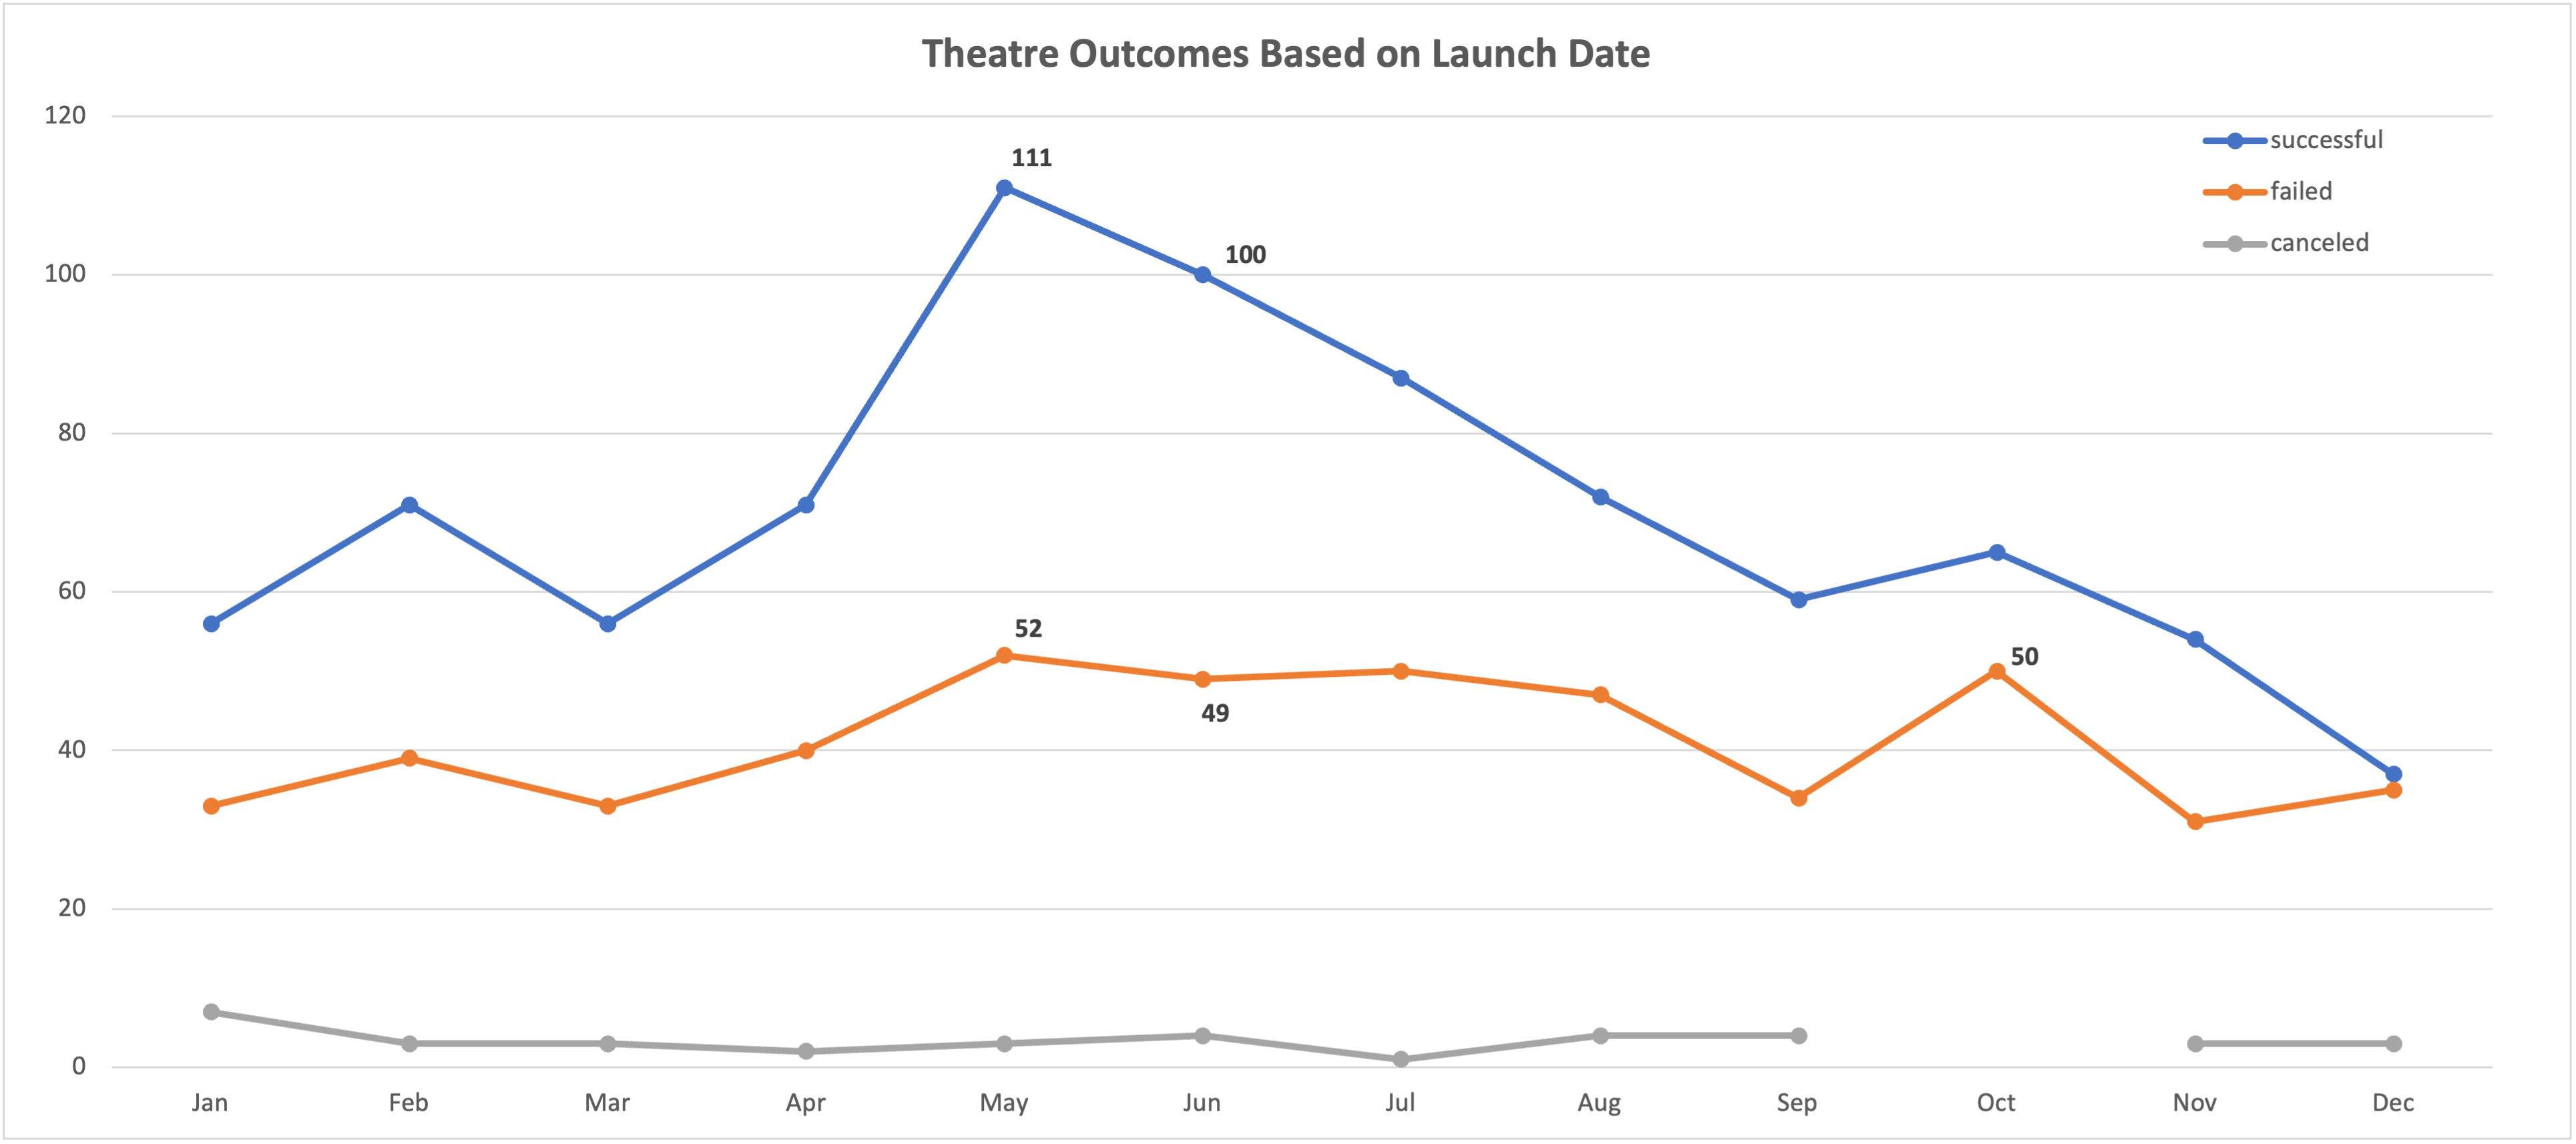 Theatre Outcomes Based on Launch Date
120
100
80
60
40
20
0
111
100
52
49
50
successful
failed
canceled
Jan Feb Mar Apr May Jun Jul Aug Sep Oct Nov Dec